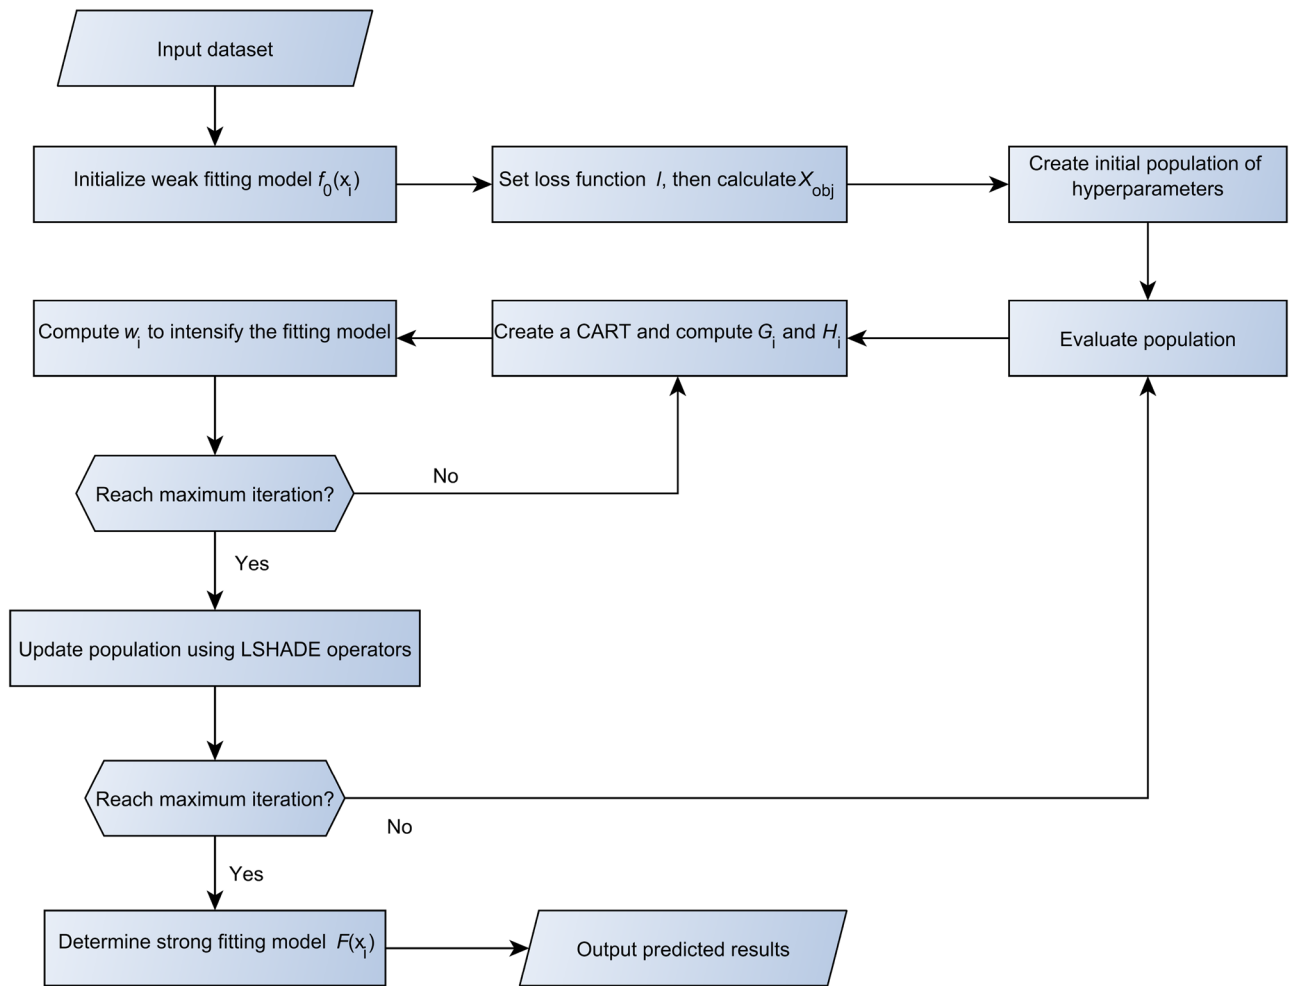 Input dataset
Initialize weak fitting model f0(xi)
Set loss function l, then calculate Xobj
Create initial population of
hyperparameters
Compute wi to intensify the fitting model
Create a CART and compute Gi and Hi
Evaluate population
No
Reach maximum iteration?
Yes
Update population using LSHADE operators
Reach maximum iteration?
No
Yes
Determine strong fitting model F(xi)
Output predicted results